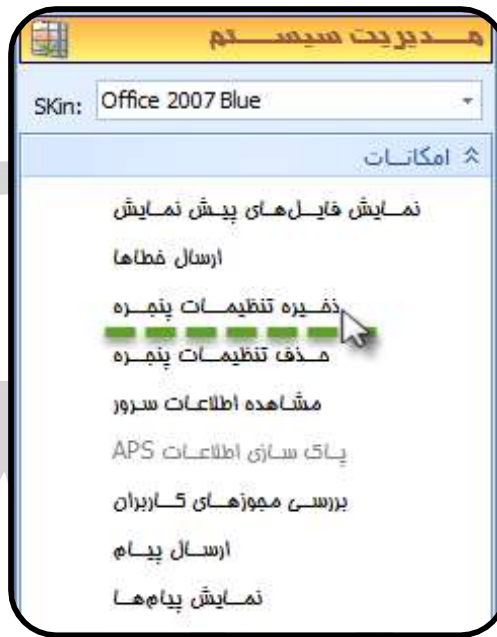 مدیریت سیستم
SKin: Office 2007 Blue
امکانات
نمایش فایل‌های پیش نمایش
ارسال خطاها
ذخیره تنظیمات پنجره
حذف تنظیمات پنجره
مشاهده اطلاعات سرور
پاک سازی اطلاعات APS
بررسی مجوزهای کاربران
ارسال پیام
نمایش پیام‌ها